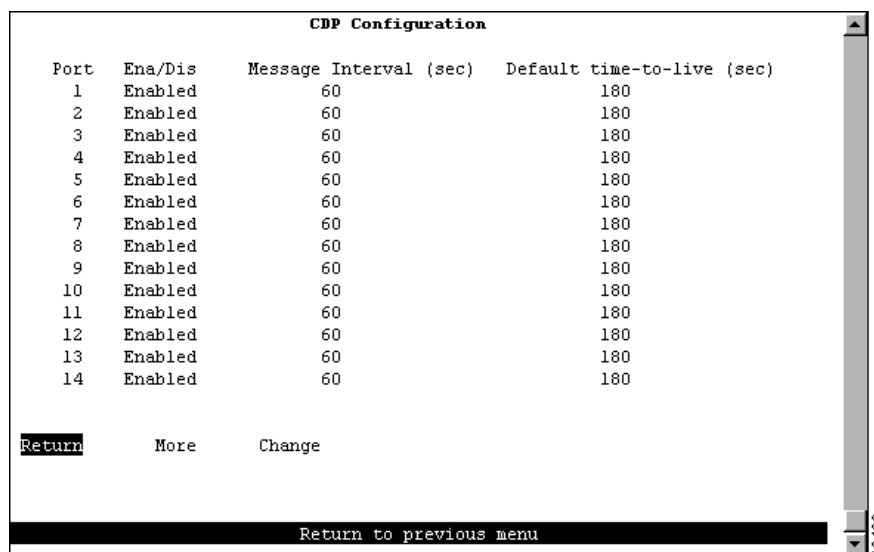 CDP Configuration
Port Ena/Dis Message Interval (sec) Default time-to-live (sec)
1 Enabled 60 180
2 Enabled 60 180
3 Enabled 60 180
4 Enabled 60 180
5 Enabled 60 180
6 Enabled 60 180
7 Enabled 60 180
8 Enabled 60 180
9 Enabled 60 180
10 Enabled 60 180
11 Enabled 60 180
12 Enabled 60 180
13 Enabled 60 180
14 Enabled 60 180
Return More Change
Return to previous menu